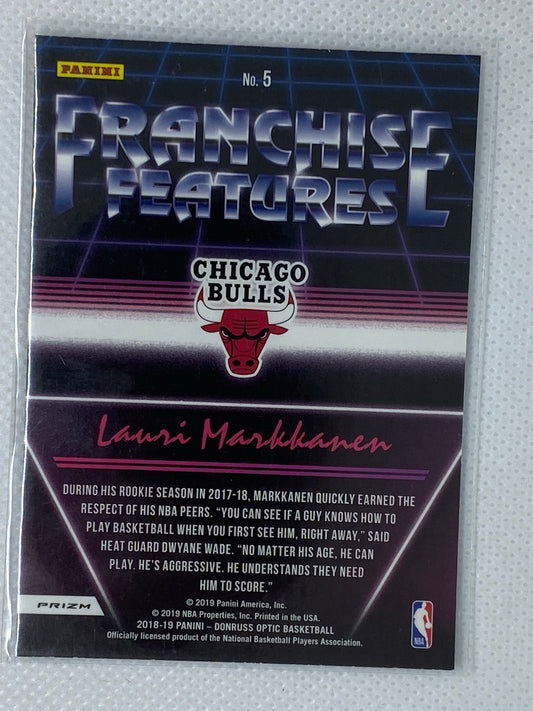 PANINI
No. 5
FRANCHISE
FEATURES
CHICAGO
BULLS
Lauri Markkanen
DURING HIS ROOKIE SEASON IN 2017-18, MARKKANEN QUICKLY EARNED THE
RESPECT OF HIS NBA PEERS. "YOU CAN SEE IF A GUY KNOWS HOW TO
PLAY BASKETBALL WHEN YOU FIRST SEE HIM, RIGHT AWAY," SAID
HEAT GUARD DWYANE WADE. "NO MATTER HIS AGE, HE CAN
PLAY. HE'S AGGRESSIVE. HE UNDERSTANDS THEY NEED
HIM TO SCORE."
PRIZM
© 2019 Panini America, Inc.
© 2019 NBA Properties, Inc. Printed in the USA.
2018-19 PANINI – DONRUSS OPTIC BASKETBALL
Officially licensed product of the National Basketball Players Association.
NBA